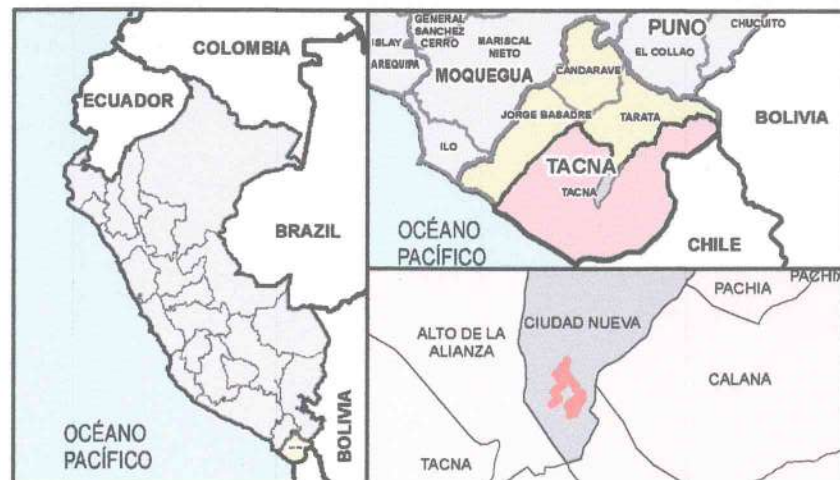 COLOMBIA
ECUADOR
BRAZIL
OCÉANO
PACÍFICO
BOLIVIA
GENERAL
SANCHEZ
CERRO
ISLAY
AREQUIPA
MARISCAL
NIETO
MOQUEGUA
ILO
PUNO
CHUCUITO
EL COLLAO
CANDARAVE
JORGE BASADRE
TARATA
BOLIVIA
TACNA
TACNA
OCÉANO
PACÍFICO
CHILE
PACHIA
PACHIA
ALTO DE LA
ALIANZA
CIUDAD NUEVA
CALANA
TACNA